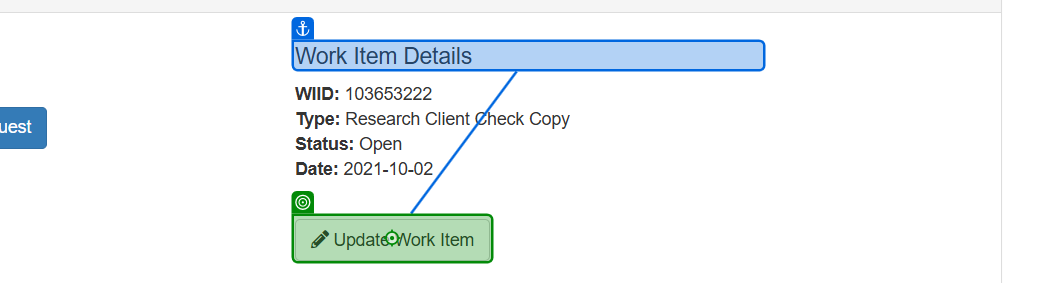 Work Item Details
WIID: 103653222
uest
Type: Research Client Check Copy
Status: Open
Date: 2021-10-02
Update Work Item